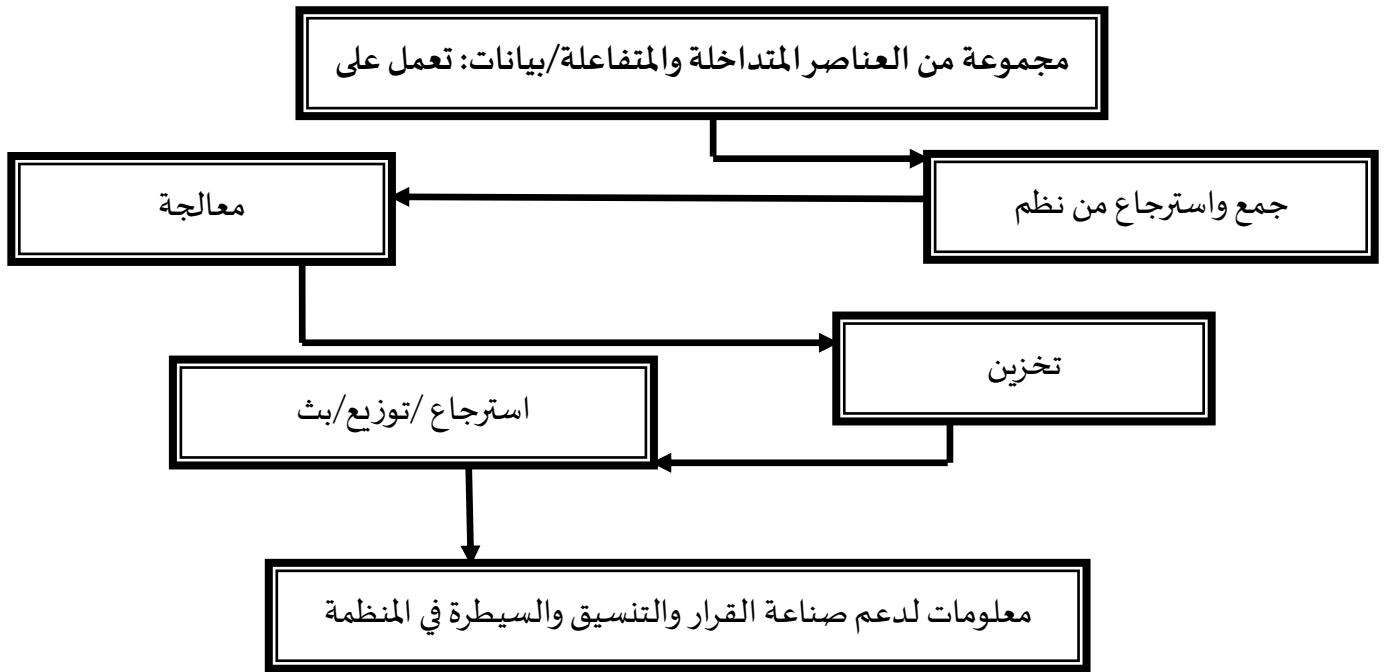 مجموعة من العناصر المتداخلة والمتفاعلة/بيانات: تعمل على
جمع واسترجاع من نظم
معالجة
تخزين
استرجاع /توزيع/بث
معلومات لدعم صناعة القرار والتنسيق والسيطرة في المنظمة